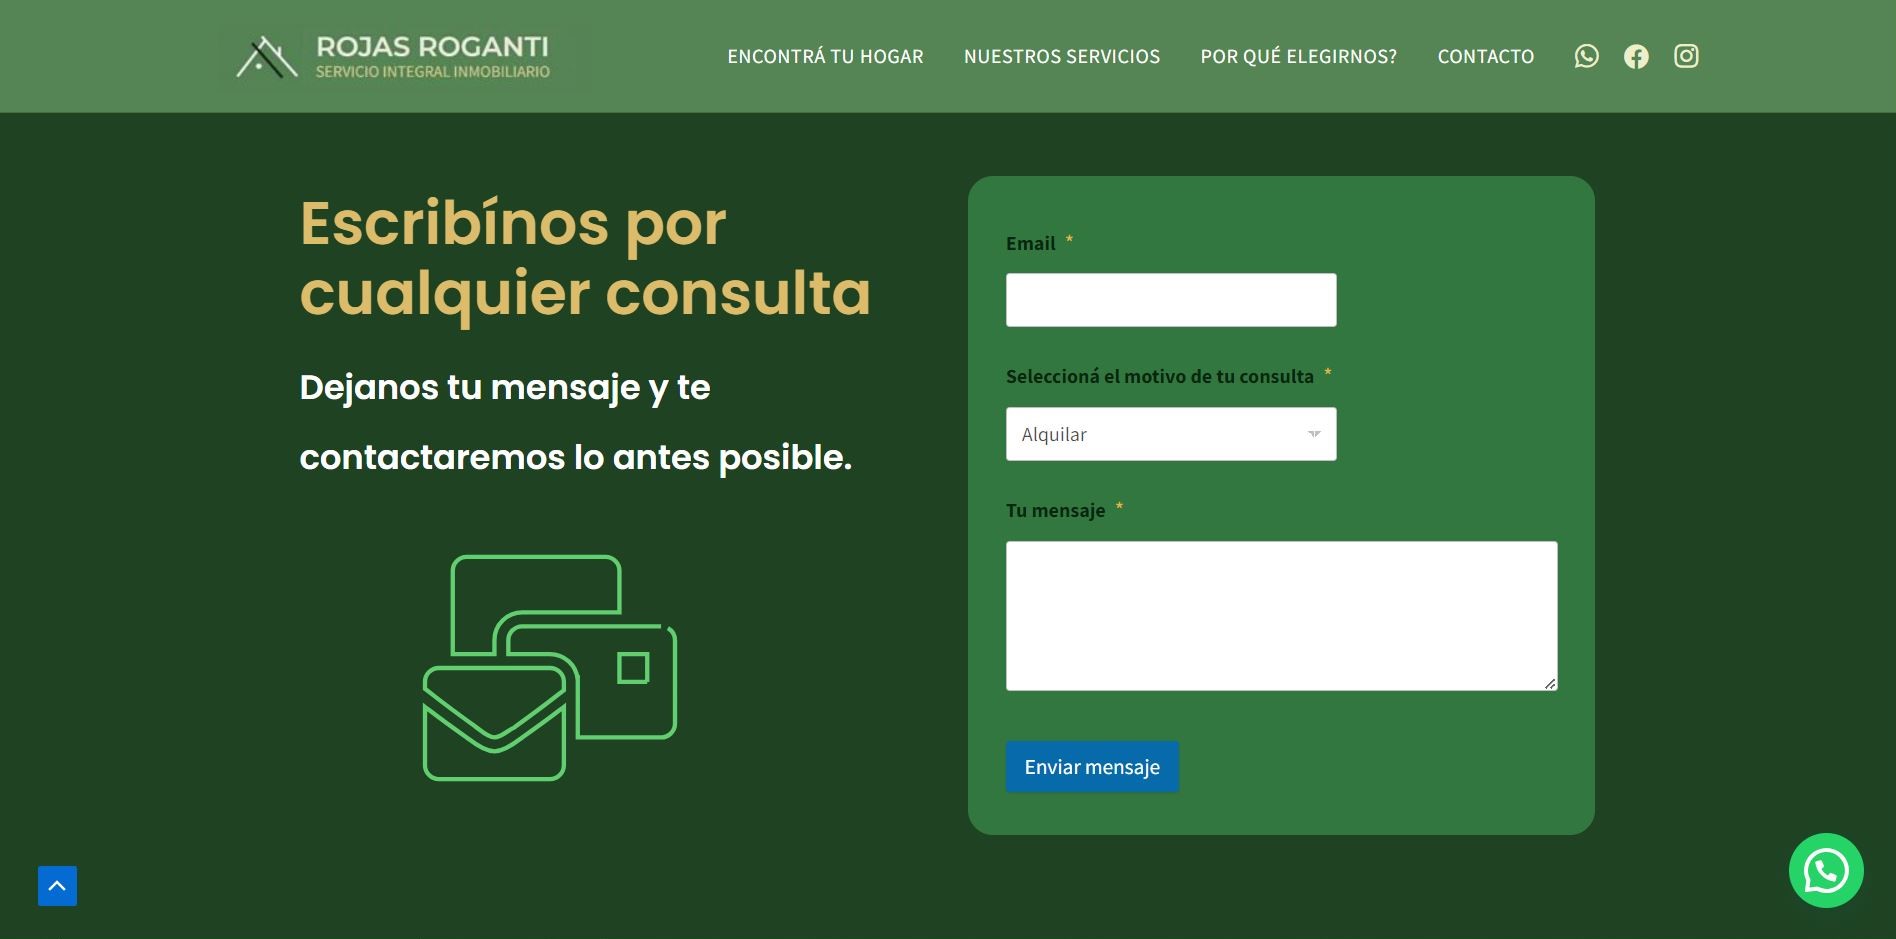 ROJAS ROGANTI
SERVICIO INTEGRAL INMOBILIARIO
ENCONTRÁ TU HOGAR
NUESTROS SERVICIOS
POR QUÉ ELEGIRNOS?
CONTACTO
Escribínos por
cualquier consulta
Dejanos tu mensaje y te
contactaremos lo antes posible.
Email *
Seleccioná el motivo de tu consulta *
Alquilar
Tu mensaje *
Enviar mensaje